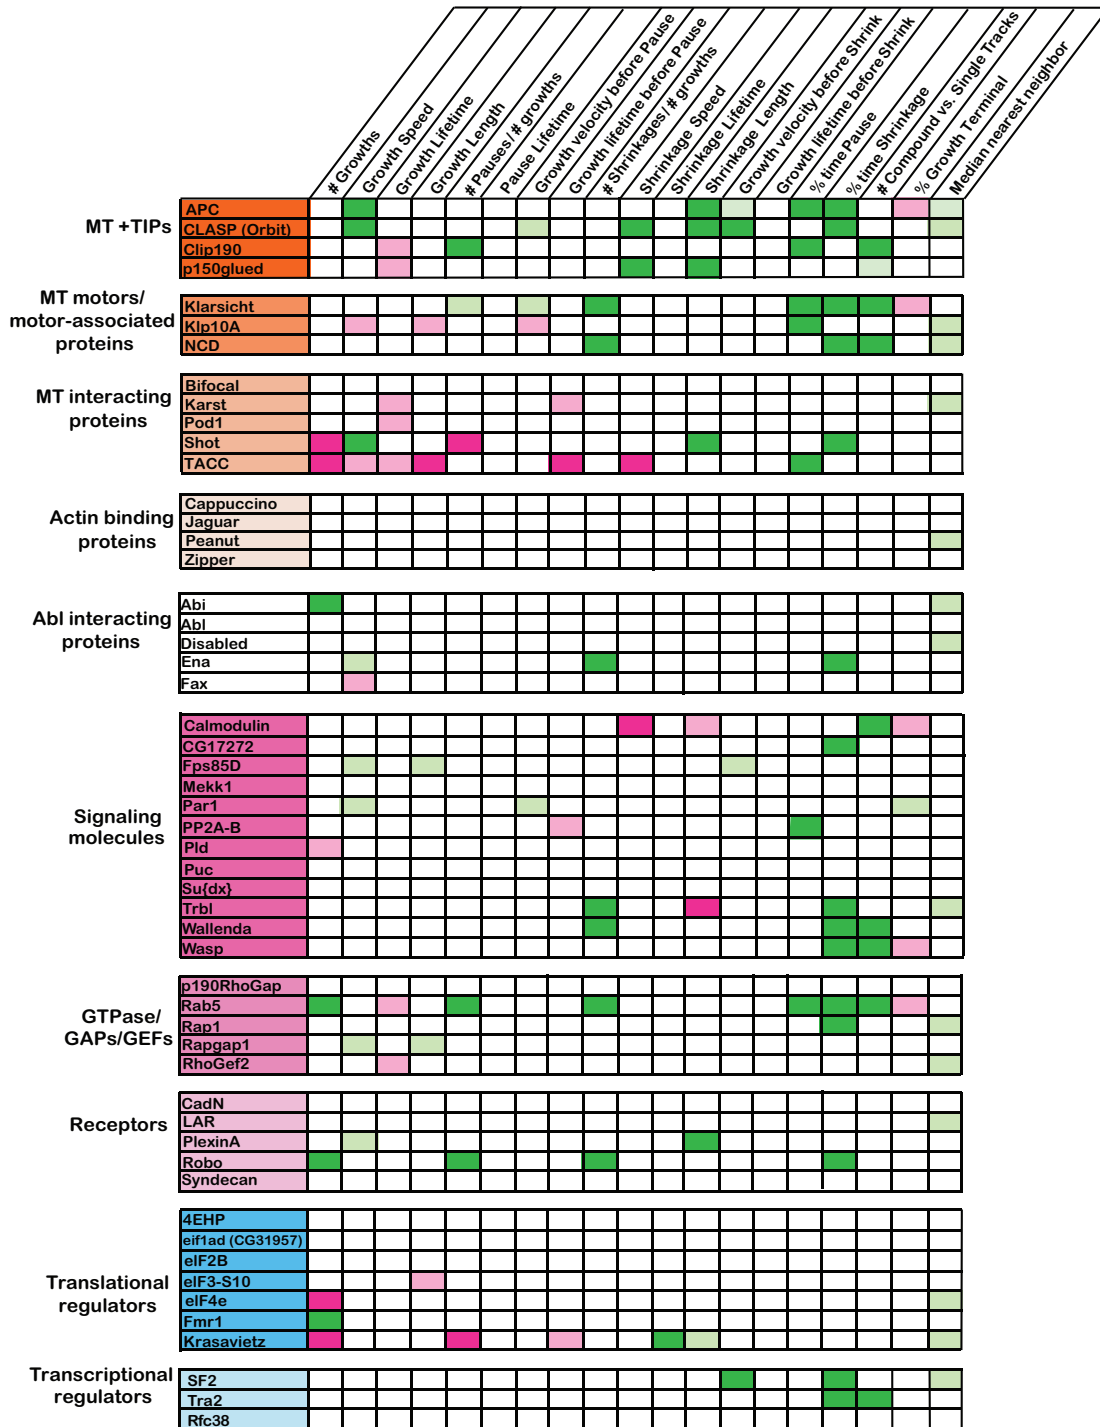 # Growths
Growth Speed
Growth Lifetime
Growth Length
# Pauses/ # growths
Pause Lifetime
Growth velocity before Pause
Growth lifetime before Pause
# Shrinkages/ # growths
Shrinkage Speed
Shrinkage Lifetime
Shrinkage Length
Growth velocity before Shrink
Growth lifetime before Shrink
% time Pause
% time Shrinkage
# Compound vs. Single Tracks
% Growth Terminal
Median nearest neighbor
MT +TIPs
APC
CLASP (Orbit)
Clip190
p150glued
MT motors/
motor-associated
proteins
Klarsicht
Klp10A
NCD
MT interacting
proteins
Bifocal
Karst
Pod1
Shot
TACC
Actin binding
proteins
Cappuccino
Jaguar
Peanut
Zipper
Abl interacting
proteins
Abi
Abl
Disabled
Ena
Fax
Signaling
molecules
Calmodulin
CG17272
Fps85D
Mekk1
Par1
PP2A-B
Pld
Puc
Su{dx}
Trbl
Wallenda
Wasp
GTPase/
GAPs/GEFs
p190RhoGap
Rab5
Rap1
Rapgap1
RhoGef2
Receptors
CadN
LAR
PlexinA
Robo
Syndecan
Translational
regulators
4EHP
eif1ad (CG31957)
eIF2B
eIF3-S10
eIF4e
Fmr1
Krasavietz
Transcriptional
regulators
SF2
Tra2
Rfc38